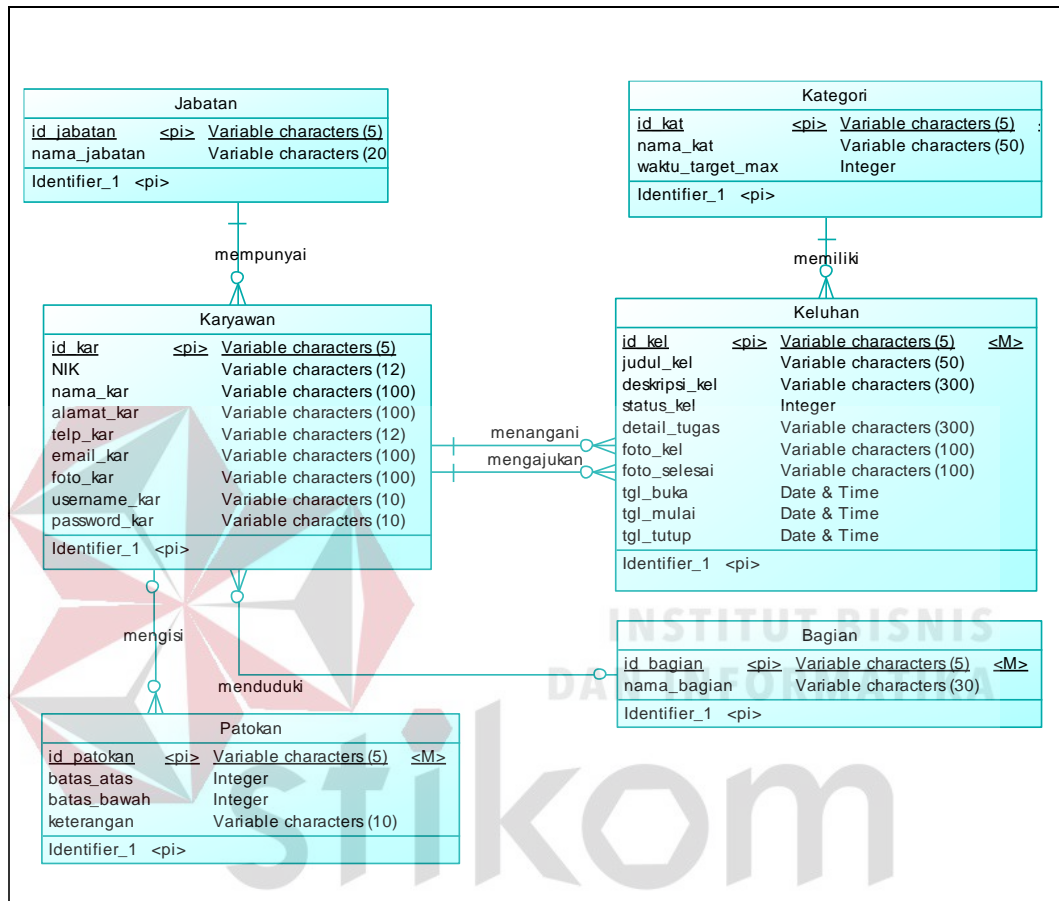 Jabatan
id_jabatan <pi> Variable characters (5)
nama_jabatan Variable characters (20
Identifier_1 <pi>
Kategori
id_kat <pi> Variable characters (5)
nama_kat Variable characters (50)
waktu_target_max Integer
Identifier_1 <pi>
mempunyai
memiliki
Karyawan
id_kar <pi> Variable characters (5)
NIK Variable characters (12)
nama_kar Variable characters (100)
alamat_kar Variable characters (100)
telp_kar Variable characters (12)
email_kar Variable characters (100)
foto_kar Variable characters (100)
username_kar Variable characters (10)
password_kar Variable characters (10)
Identifier_1 <pi>
Keluhan
id_kel <pi> Variable characters (5) <M>
judul_kel Variable characters (50)
deskripsi_kel Variable characters (300)
status_kel Integer
detail_tugas Variable characters (300)
foto_kel Variable characters (100)
foto_selesai Variable characters (100)
tgl_buka Date & Time
tgl_mulai Date & Time
tgl_tutup Date & Time
Identifier_1 <pi>
menangani
mengajukan
mengisi
menduduki
INSTITUT BISNIS
DAN INFORMATIKA
stikom
Bagian
id_bagian <pi> Variable characters (5) <M>
nama_bagian Variable characters (30)
Identifier_1 <pi>
Patokan
id_patokan <pi> Variable characters (5) <M>
batas_atas Integer
batas_bawah Integer
keterangan Variable characters (10)
Identifier_1 <pi>